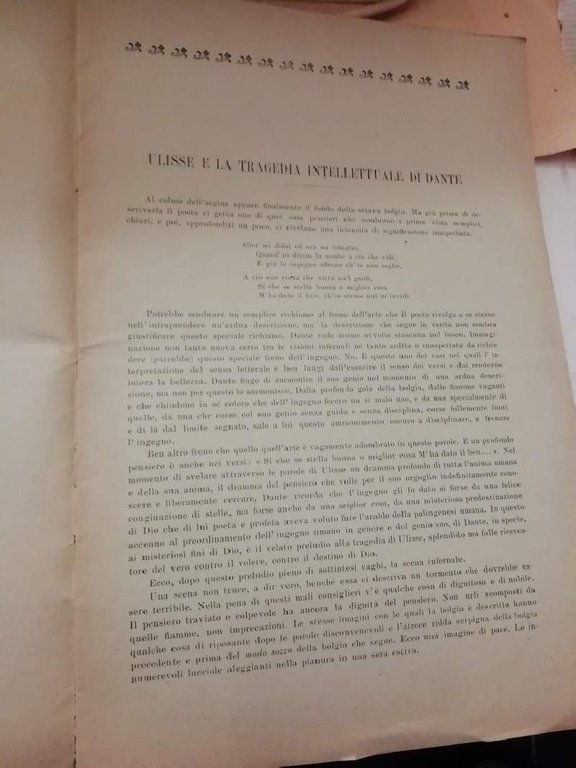 ULISSE E LA TRAGEDIA INTELLETTUALE DI DANTE
Al colmo dell'argine appare finalmente il fondo della ottava bolgia. Ma già prima di de-
scriverla il poeta ci getta uno di quei suoi pensieri che sembrano a prima vista semplici,
chiari, e poi, approfonditi un poco, ci rivelano una intensità di significazione inaspettata.
Allor mi dolsi ed ora mi ridoglio,
Quand'io drizzo la mente a ciò ch'io vidi,
E più lo ingegno affreno ch'io non soglio,
A ciò non corra che virtù nol guidi,
Sì che se stella buona o miglior cosa
M'ha dato il ben, ch'io stesso nol m'invidi
Potrebbe sembrare un semplice richiamo al freno dell'arte che il poeta rivolga a se stesso
nell'intraprendere un'ardua descrizione, ma la descrizione che segue in verità non sembra
giustificare questo speciale richiamo. Dante vede anime avvolte ciascuna nel fuoco. Immagi-
nazione non tanto nuova certo tra le visioni infernali nè tanto ardita o inaspettata da richie-
dere (parrebbe) questo speciale freno dell'ingegno. No. È questo uno dei casi nei quali l'in-
terpretazione del senso letterale è ben lungi dall'esaurire il senso dei versi e dal renderne
intera la bellezza. Dante finge di ammonire il suo genio nel momento di una ardua descri-
zione, ma non per questo lo ammonisce. Dalla profonda gola della bolgia, dalle fiamme vaganti
e che chiudono in sè coloro che dell'ingegno fecero un sì malo uso, e da una specialmente di
quelle, da una che corse col suo genio senza guida e senza disciplina, corse follemente fuori
e di là dal limite segnato, sale a lui questo ammonimento oscuro a disciplinare, a frenare
l'ingegno.
Ben altro freno che quello quell'arte è vagamente adombrato in queste parole. E un profondo
pensiero è anche nei versi: « Sì che se stella buona o miglior cosa M'ha dato il ben.... ». Nel
momento di svelare attraverso le parole di Ulisse un dramma profondo di tutta l'anima umana
e della sua anima, il dramma del pensiero che volle per il suo orgoglio indefinitamente cono-
scere e liberamente cercare, Dante ricorda che l'ingegno gli fu dato sì forse da una felice
congiunzione di stelle, ma forse anche da una miglior cosa, da una misteriosa predestinazione
di Dio che di lui poeta e profeta aveva voluto fare l'araldo della palingenesi umana. In questo
accenno al preordinamento dell'ingegno umano in genere e del genio suo, di Dante, in specie,
ai misteriosi fini di Dio, è il velato preludio alla tragedia di Ulisse, splendido ma folle ricerca-
tore del vero contro il volere, contro il destino di Dio.
Ecco, dopo questo preludio pieno di sottintesi vaghi, la scena infernale.
Una scena non truce, a dir vero, benchè essa ci descriva un tormento che dovrebbe es-
sere terribile. Nella pena di questi mali consiglieri v'è qualche cosa di dignitoso e di nobile.
Il pensiero traviato e colpevole ha ancora la dignità del pensiero. Non urli scomposti da
quelle fiamme, non imprecazioni. Le stesse imagini con le quali la bolgia è descritta hanno
qualche cosa di riposante dopo le parole disconvenevoli e l'atroce ridda serpigna della bolgia
precedente e prima del modo sozzo della bolgia che segue. Ecco una imagine di pace. Le in-
numerevoli lucciole aleggianti nella pianura in una sera estiva.